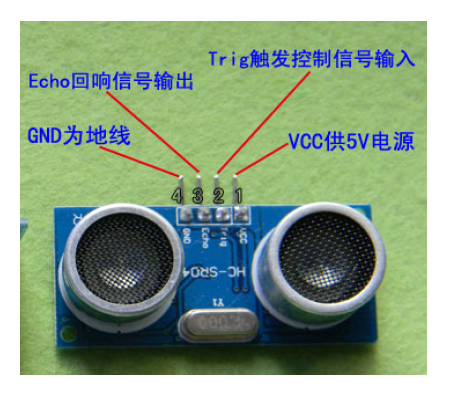 Trig触发控制信号输入
Echo回响信号输出
GND为地线
VCC供5V电源
4 3 2 1
GND Echo Trig VCC
HC-SR04
Y1